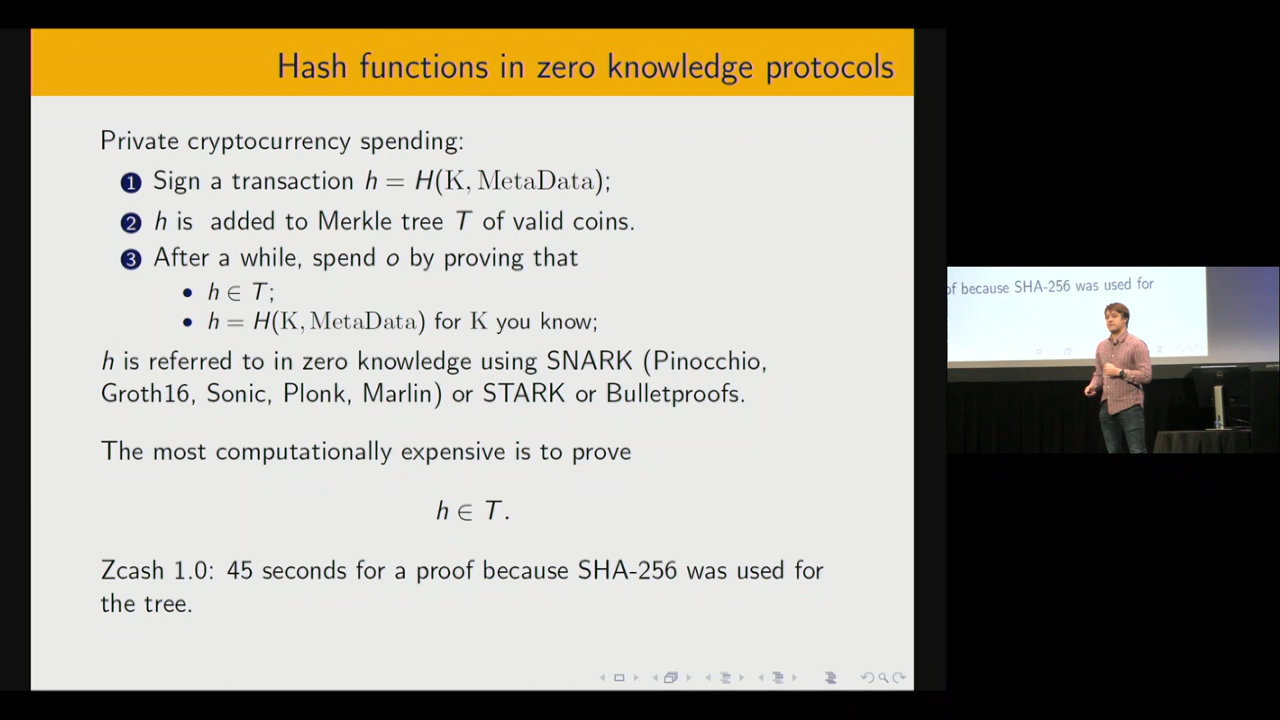 Hash functions in zero knowledge protocols
Private cryptocurrency spending:
1 Sign a transaction h = H(K, MetaData);
2 h is added to Merkle tree T of valid coins.
3 After a while, spend o by proving that
• h ∈ T;
• h = H(K, MetaData) for K you know;
h is referred to in zero knowledge using SNARK (Pinocchio,
Groth16, Sonic, Plonk, Marlin) or STARK or Bulletproofs.
The most computationally expensive is to prove
h ∈ T.
Zcash 1.0: 45 seconds for a proof because SHA-256 was used for
the tree.
of because SHA-256 was used for